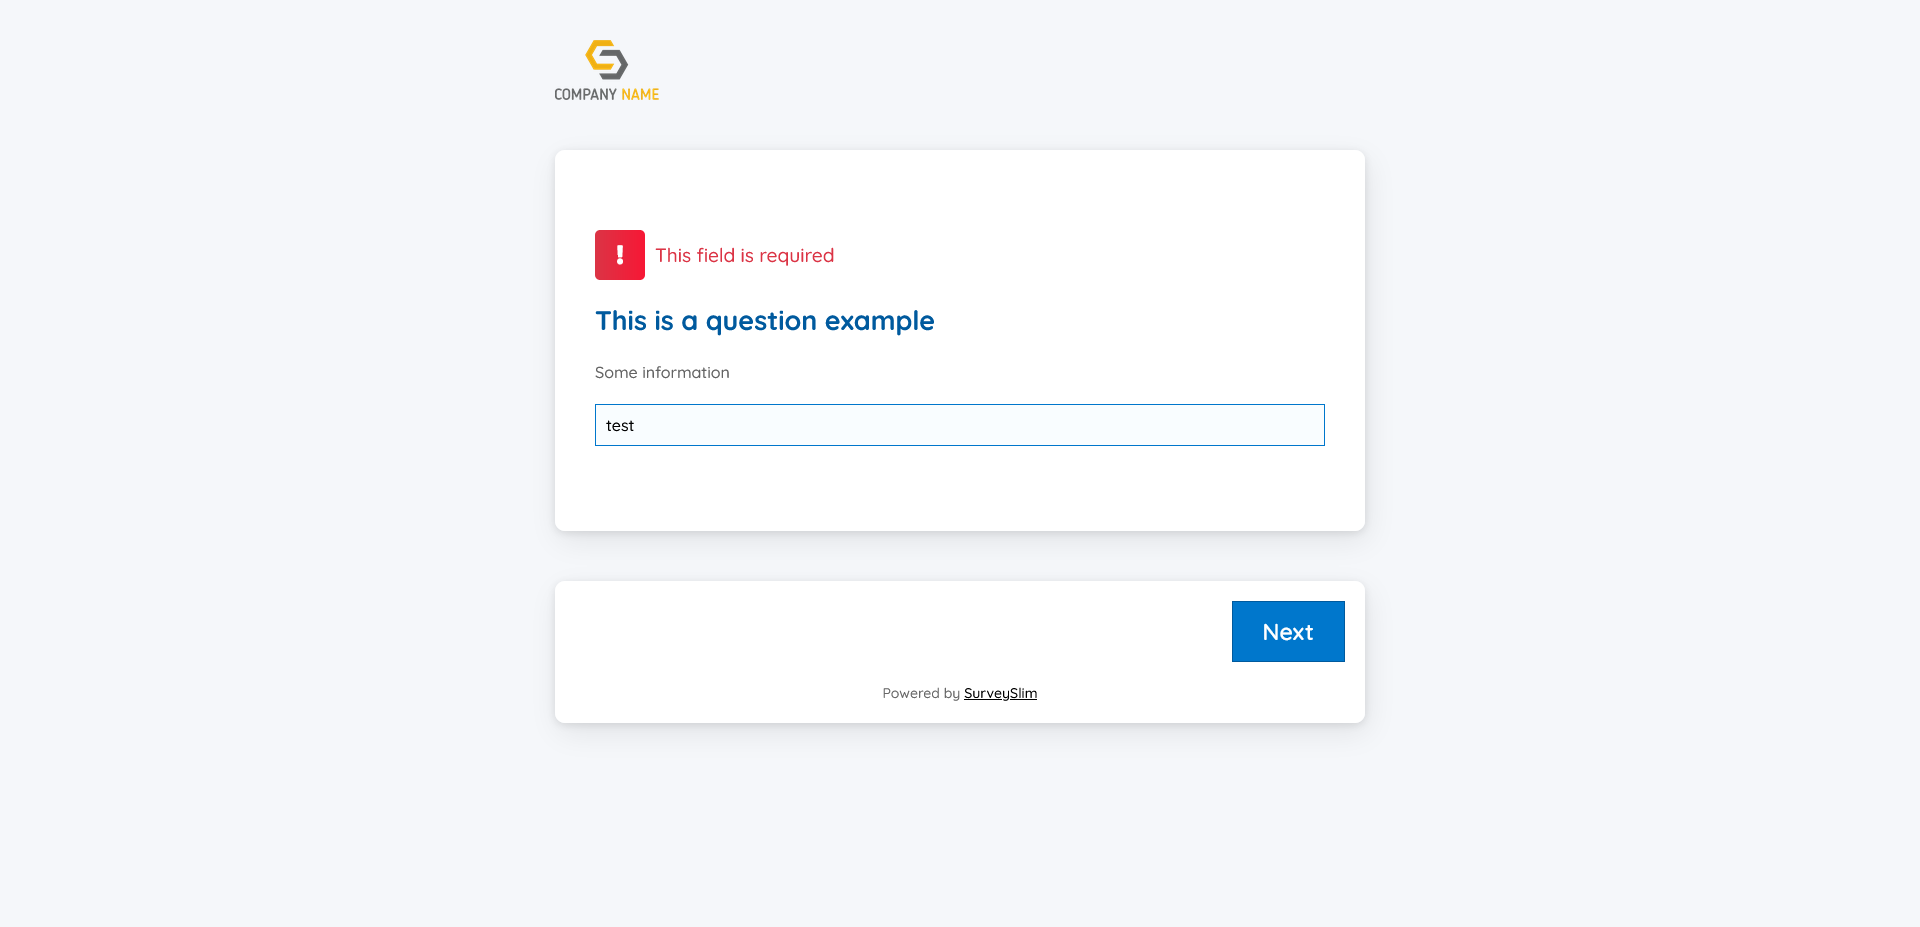 COMPANY NAME
This field is required
This is a question example
Some information
test
Next
Powered by SurveySlim